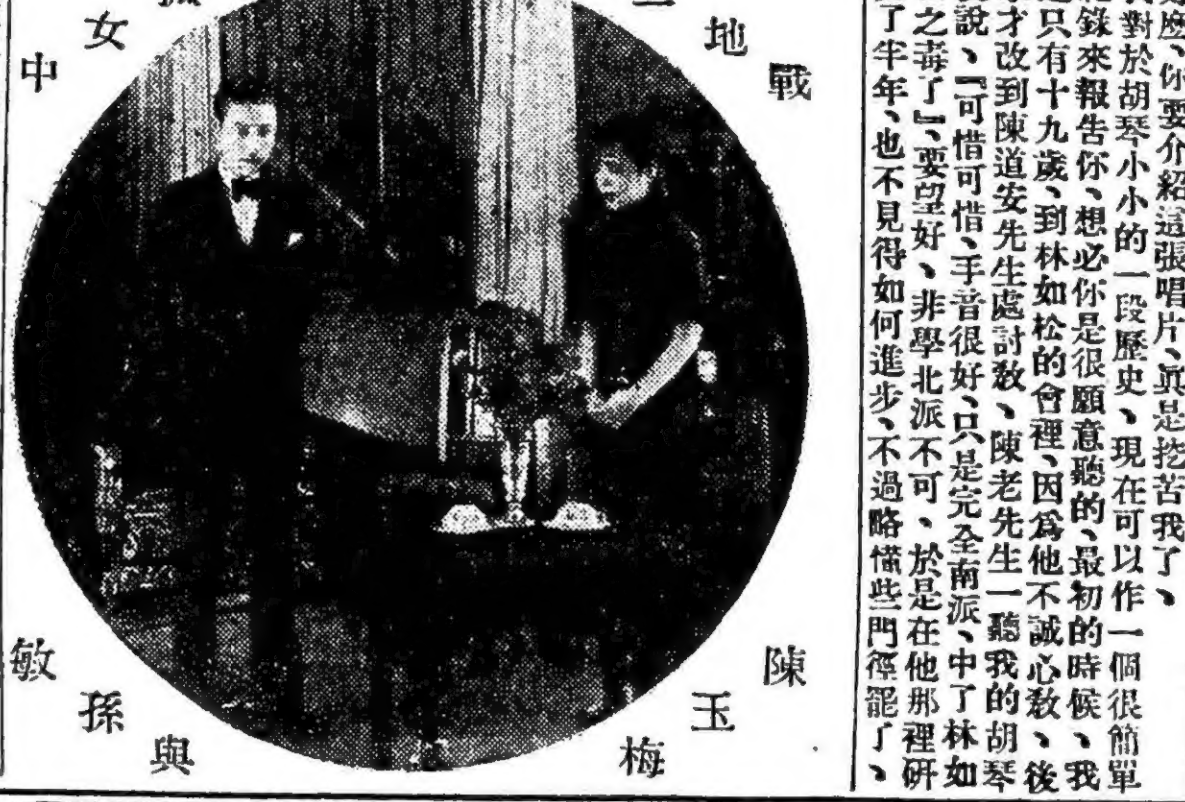 麽、你要介紹這張唱片、眞是挖苦我了、
對於胡琴小小的一段歷史、現在可以作一個很簡單
錄來報告你、想必你是很願意聽的、最初的時候、我
只有十九歲、到林如松的會裡、因爲他不誠心敎、後
才改到陳道安先生處討敎、陳老先生一聽我的胡琴
說、『可惜可惜、手音很好、只是完全南派、中了林如
之毒了』、要望好、非學北派不可、於是在他那裡硏
了半年、也不見得如何進步、不過略懂些門徑罷了、
戰地
女中
陳玉梅與孫敏